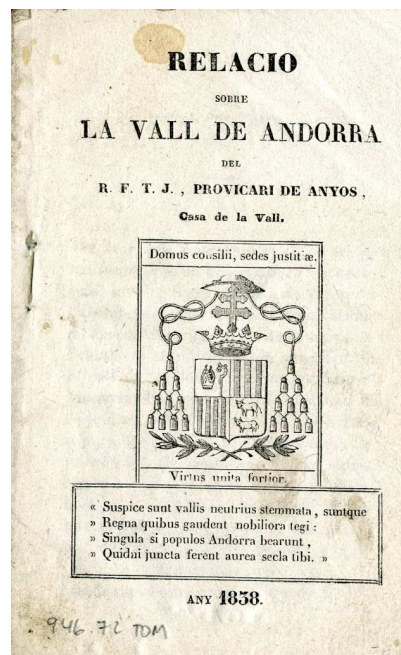 RELACIO
SOBRE
LA VALL DE ANDORRA
DEL
R. F. T. J. , PROVICARI DE ANYOS ,
Casa de la Vall.
Domus consilii, sedes justitæ.
Virtus unita fortior.
« Suspice sunt vallis neutrius stemmata , suntque
» Regna quibus gaudent nobiliora tegi :
» Singula si populos Andorra bearunt ,
» Quidni juncta ferent aurea secla tibi. »
ANY 1838.
946.72 TOM